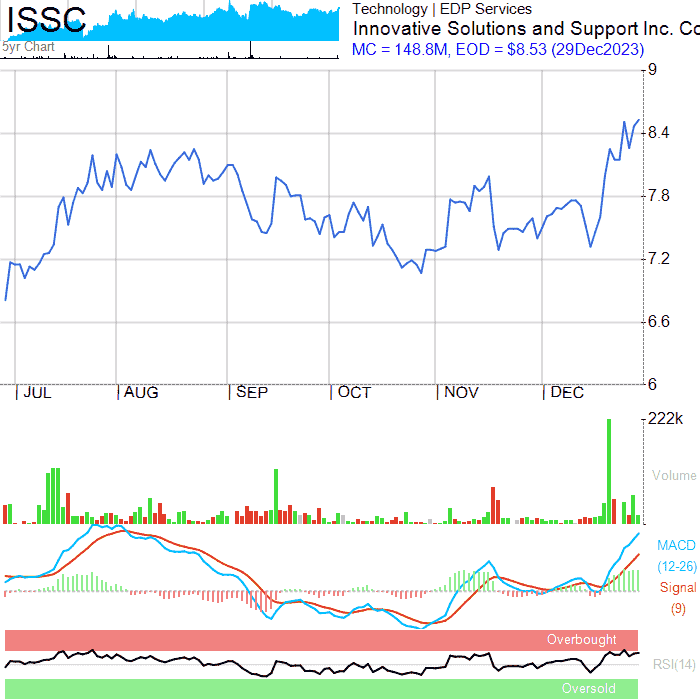 ISSC
5yr Chart
Technology | EDP Services
Innovative Solutions and Support Inc. Co
MC = 148.8M, EOD = $8.53 (29Dec2023)
9
8.4
7.8
7.2
6.6
6
JUL AUG SEP OCT NOV DEC
222k
Volume
MACD
(12-26)
Signal
(9)
Overbought
RSI(14)
Oversold